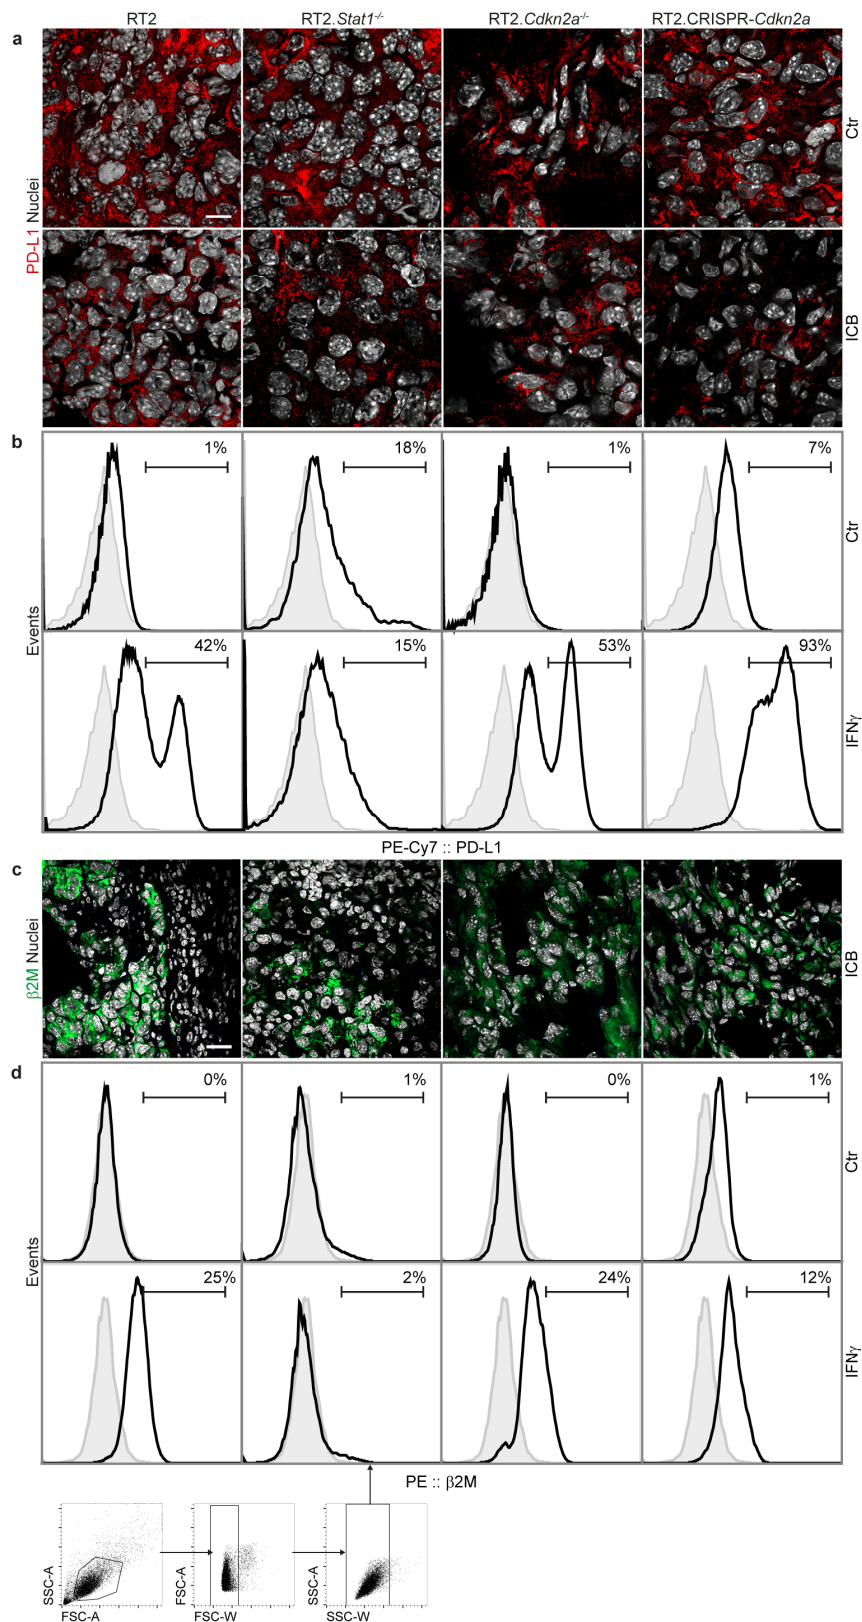 RT2 RT2.Stat1-/- RT2.Cdkn2a-/- RT2.CRISPR-Cdkn2a
a
PD-L1 Nuclei
Ctr
ICB
b
1% 18% 1% 7%
Ctr
Events
42% 15% 53% 93%
IFNγ
PE-Cy7 :: PD-L1
c
β2M Nuclei
ICB
d
0% 1% 0% 1%
Ctr
Events
25% 2% 24% 12%
IFNγ
PE :: β2M
SSC-A FSC-A SSC-A
FSC-A FSC-W SSC-W